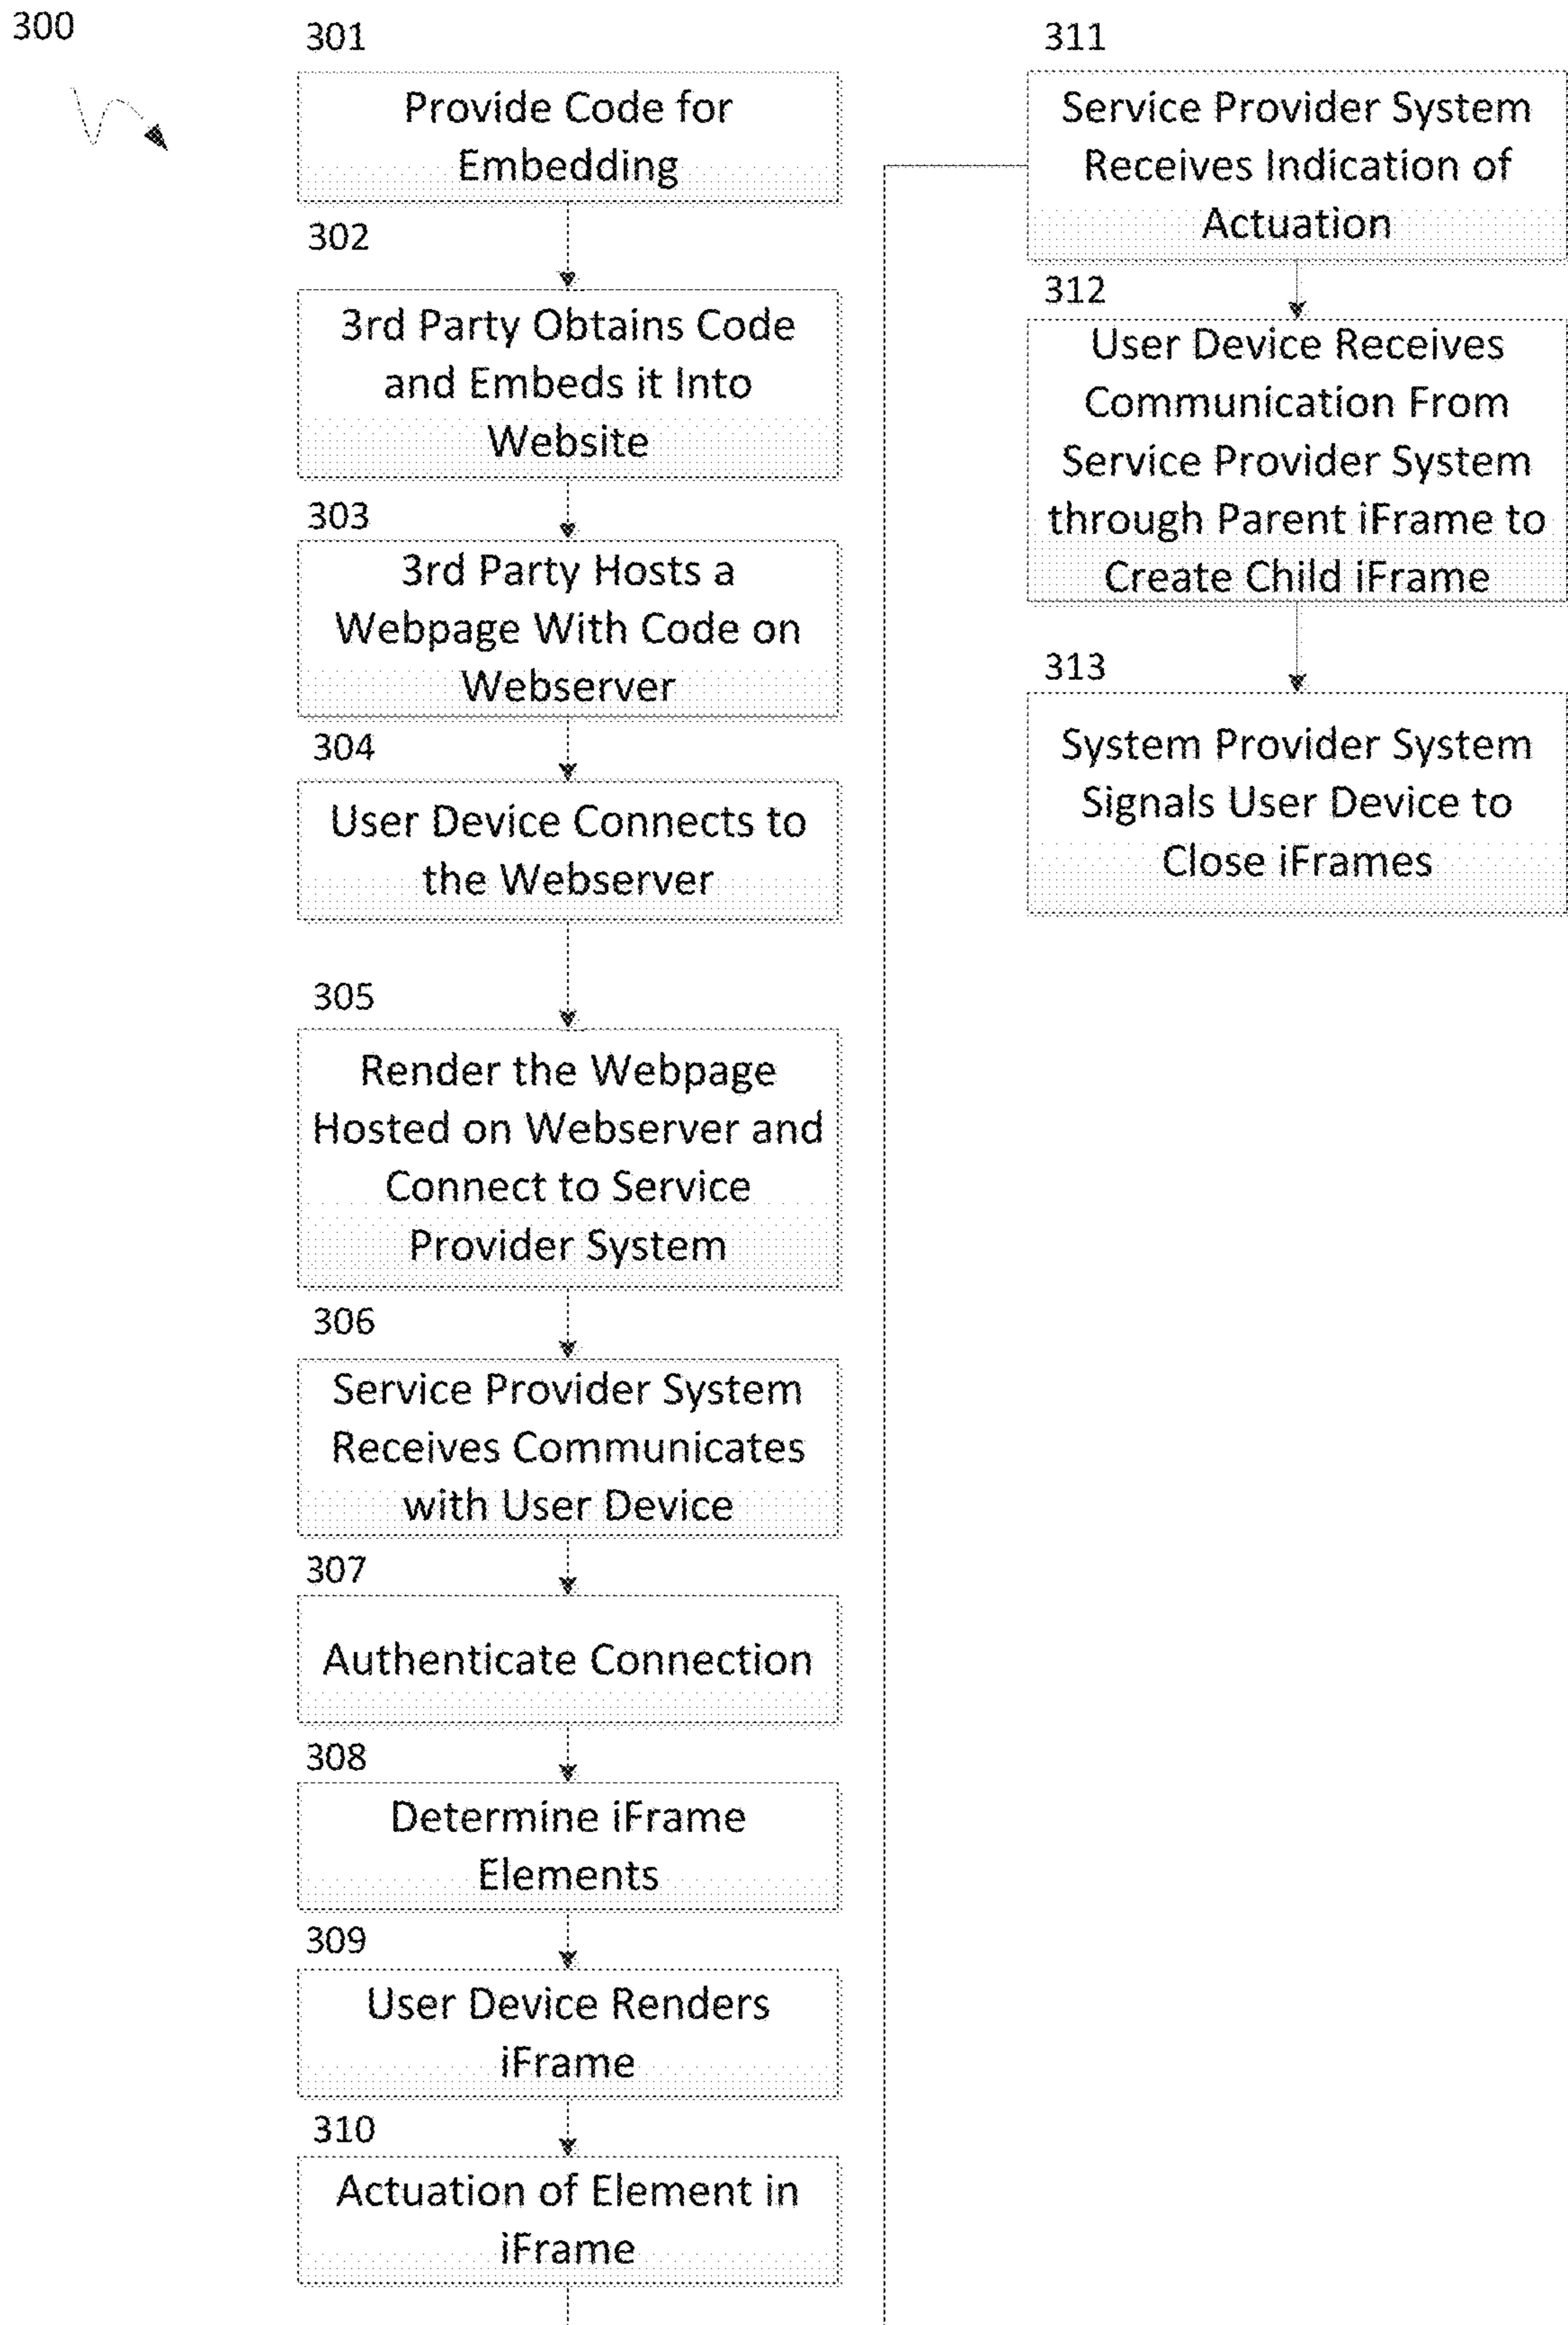 300
301
Provide Code for
Embedding
302
3rd Party Obtains Code
and Embeds it Into
Website
303
3rd Party Hosts a
Webpage With Code on
Webserver
304
User Device Connects to
the Webserver
305
Render the Webpage
Hosted on Webserver and
Connect to Service
Provider System
306
Service Provider System
Receives Communicates
with User Device
307
Authenticate Connection
308
Determine iFrame
Elements
309
User Device Renders
iFrame
310
Actuation of Element in
iFrame
311
Service Provider System
Receives Indication of
Actuation
312
User Device Receives
Communication From
Service Provider System
through Parent iFrame to
Create Child iFrame
313
System Provider System
Signals User Device to
Close iFrames